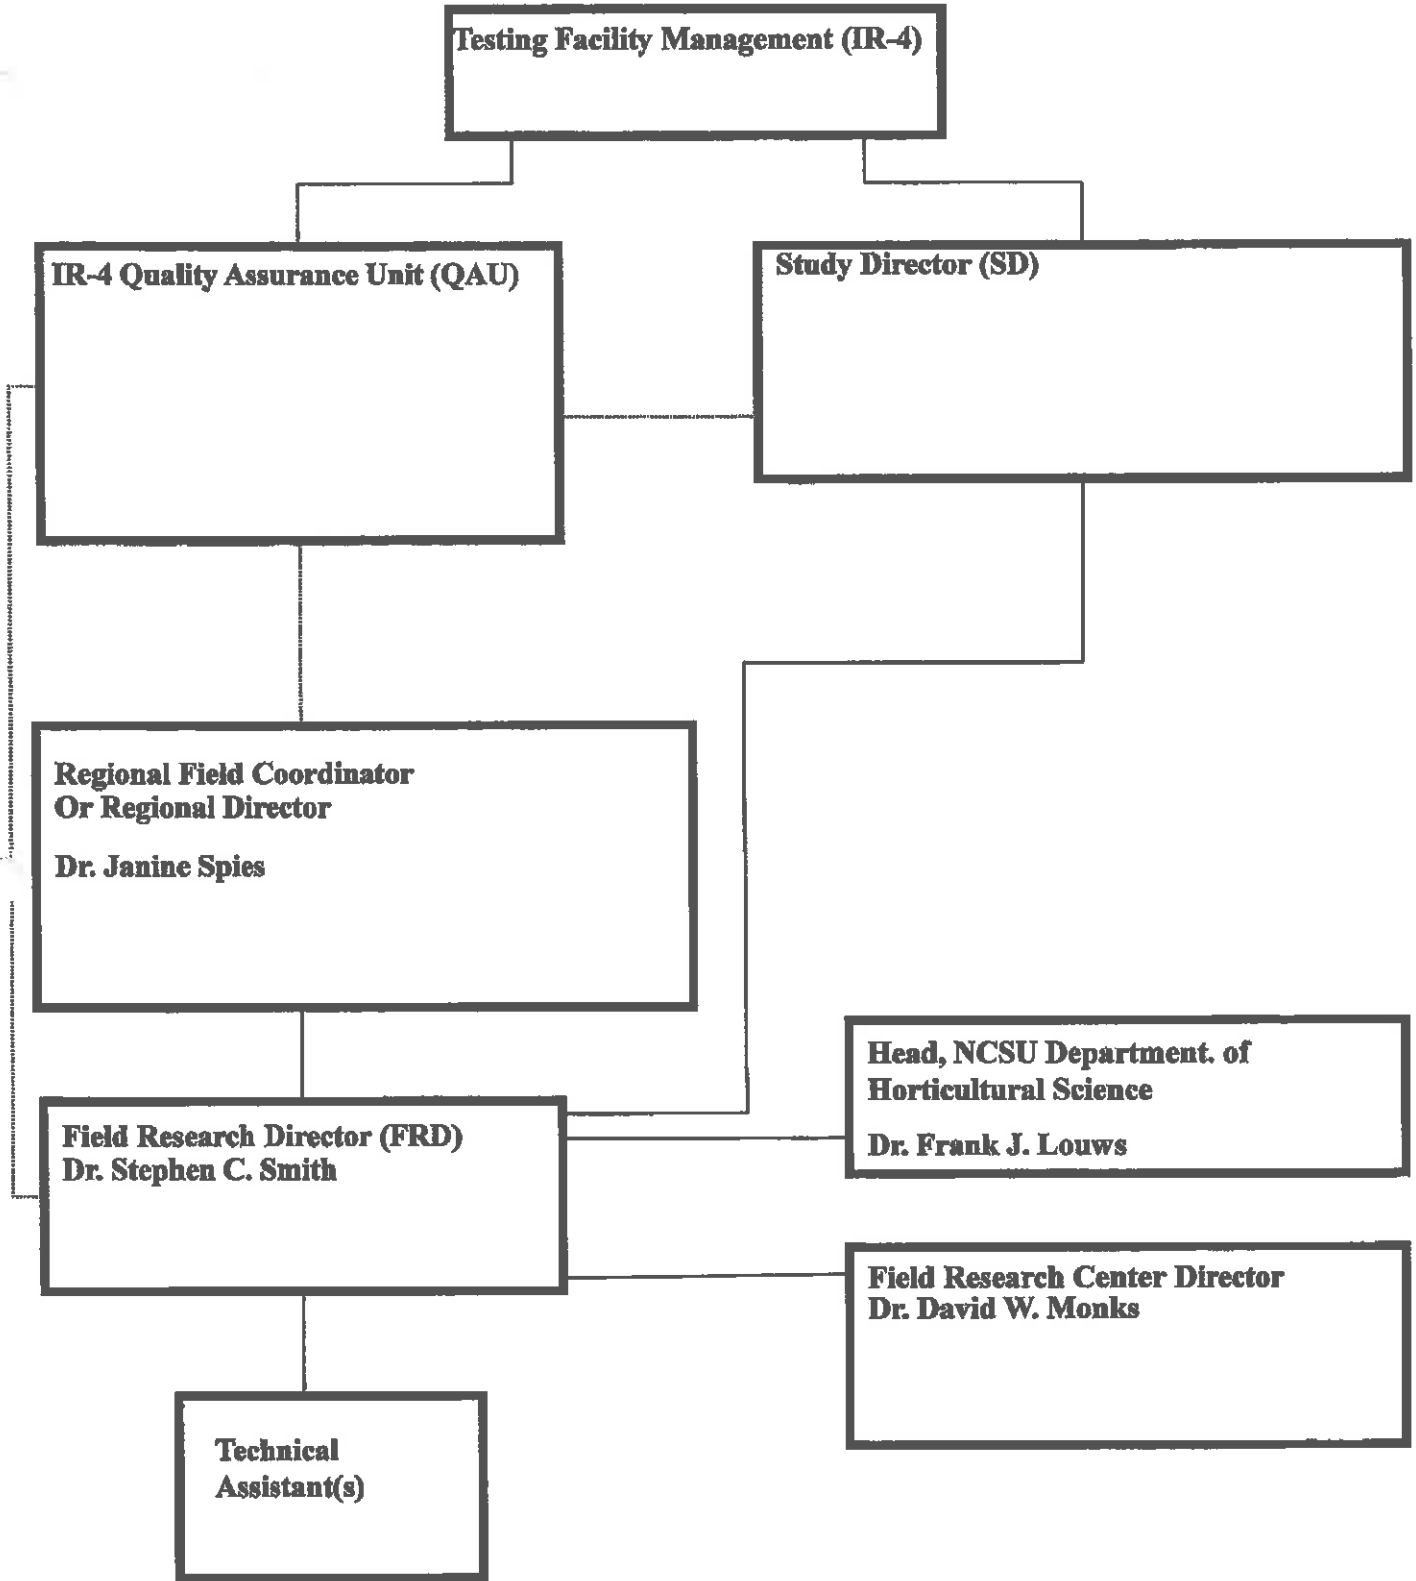 Testing Facility Management (IR-4)
IR-4 Quality Assurance Unit (QAU)
Study Director (SD)
Regional Field Coordinator
Or Regional Director
Dr. Janine Spies
Head, NCSU Department. of
Horticultural Science
Dr. Frank J. Louws
Field Research Director (FRD)
Dr. Stephen C. Smith
Field Research Center Director
Dr. David W. Monks
Technical
Assistant(s)